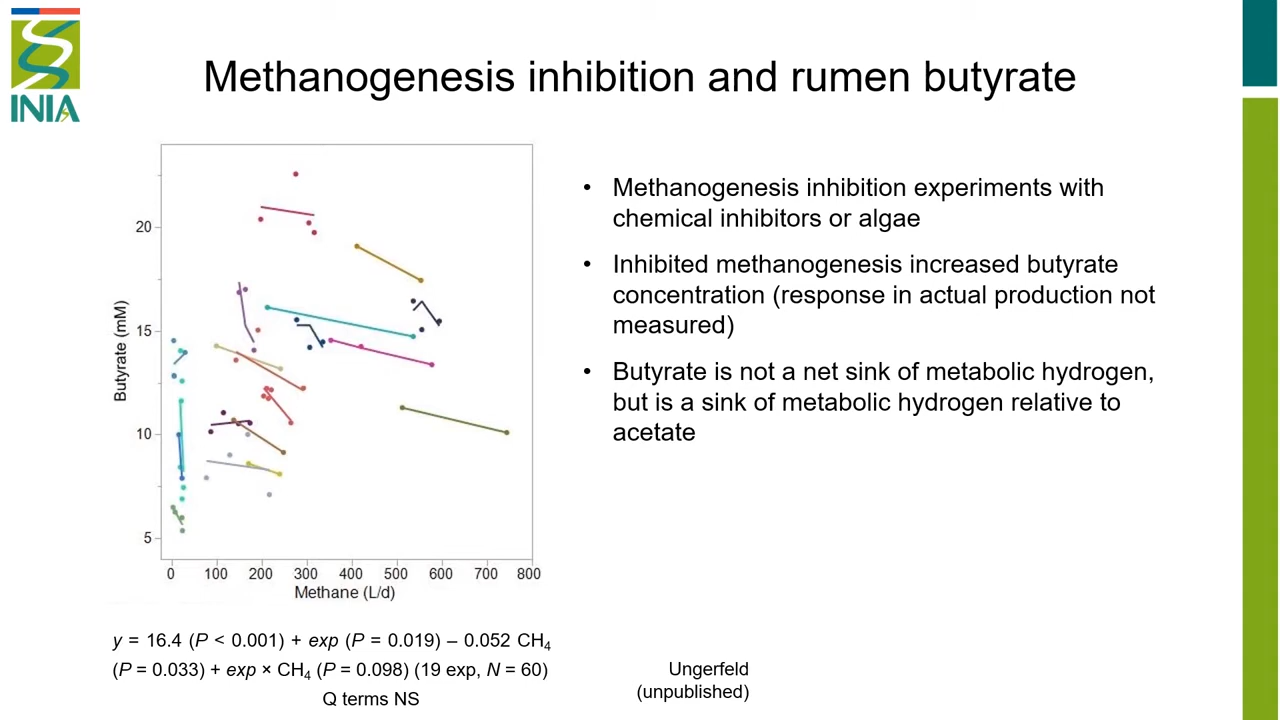 INIA
Methanogenesis inhibition and rumen butyrate
20
15
10
5
Butyrate (mM)
0 100 200 300 400 500 600 700 800
Methane (L/d)
y = 16.4 (P < 0.001) + exp (P = 0.019) – 0.052 CH₄
(P = 0.033) + exp × CH₄ (P = 0.098) (19 exp, N = 60)
Q terms NS
• Methanogenesis inhibition experiments with
chemical inhibitors or algae
• Inhibited methanogenesis increased butyrate
concentration (response in actual production not
measured)
• Butyrate is not a net sink of metabolic hydrogen,
but is a sink of metabolic hydrogen relative to
acetate
Ungerfeld
(unpublished)